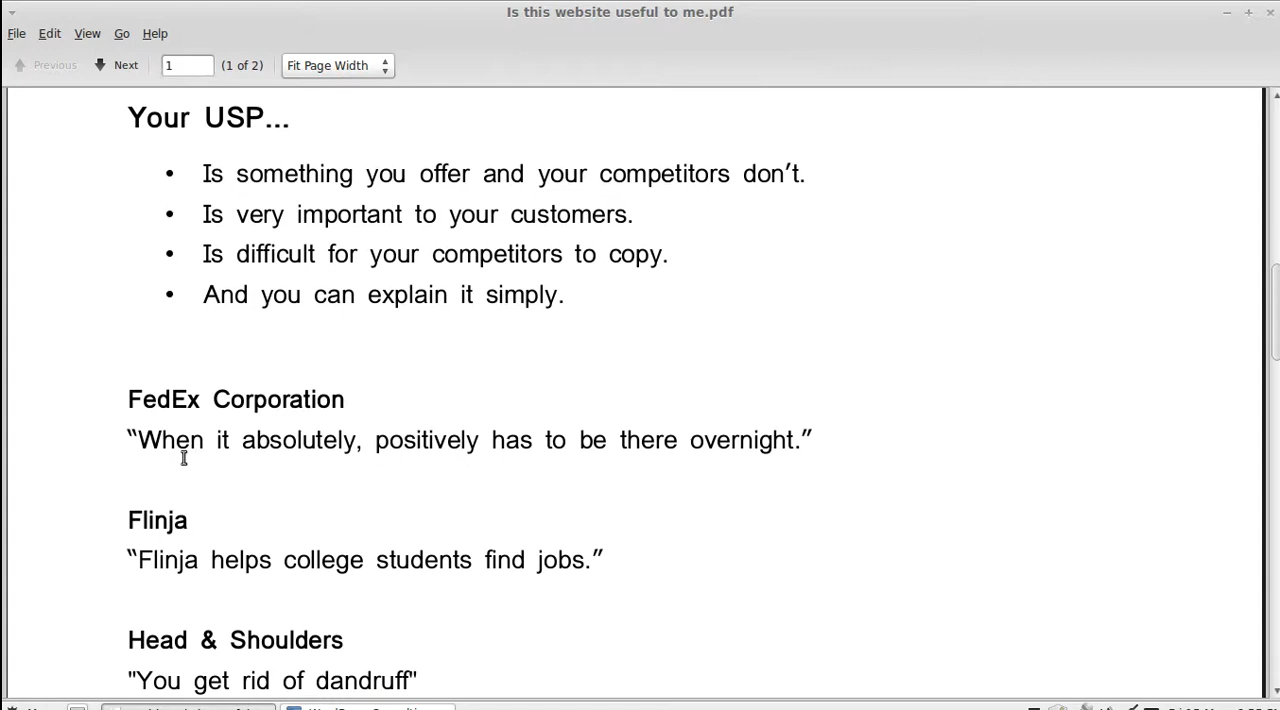 Is this website useful to me.pdf
File Edit View Go Help
Previous Next 1 (1 of 2) Fit Page Width
Your USP...
• Is something you offer and your competitors don’t.
• Is very important to your customers.
• Is difficult for your competitors to copy.
• And you can explain it simply.
FedEx Corporation
“When it absolutely, positively has to be there overnight.”
Flinja
“Flinja helps college students find jobs.”
Head & Shoulders
"You get rid of dandruff"